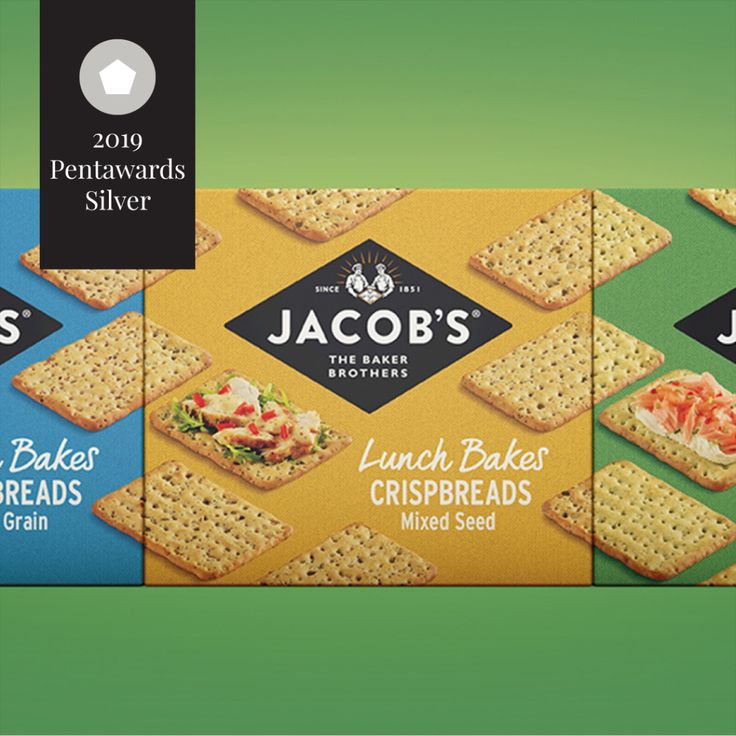 2019
Pentawards
Silver
SINCE 1851
JACOB'S®
THE BAKER
BROTHERS
Lunch Bakes
CRISPBREADS
Mixed Seed
S®
Bakes
BREADS
Grain
J